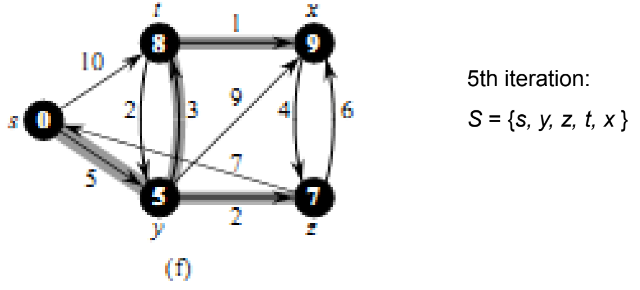 t
x
1
8
9
10
5th iteration:
2
3
9
4
6
s
0
S = {s, y, z, t, x }
7
5
5
7
2
y
z
(f)